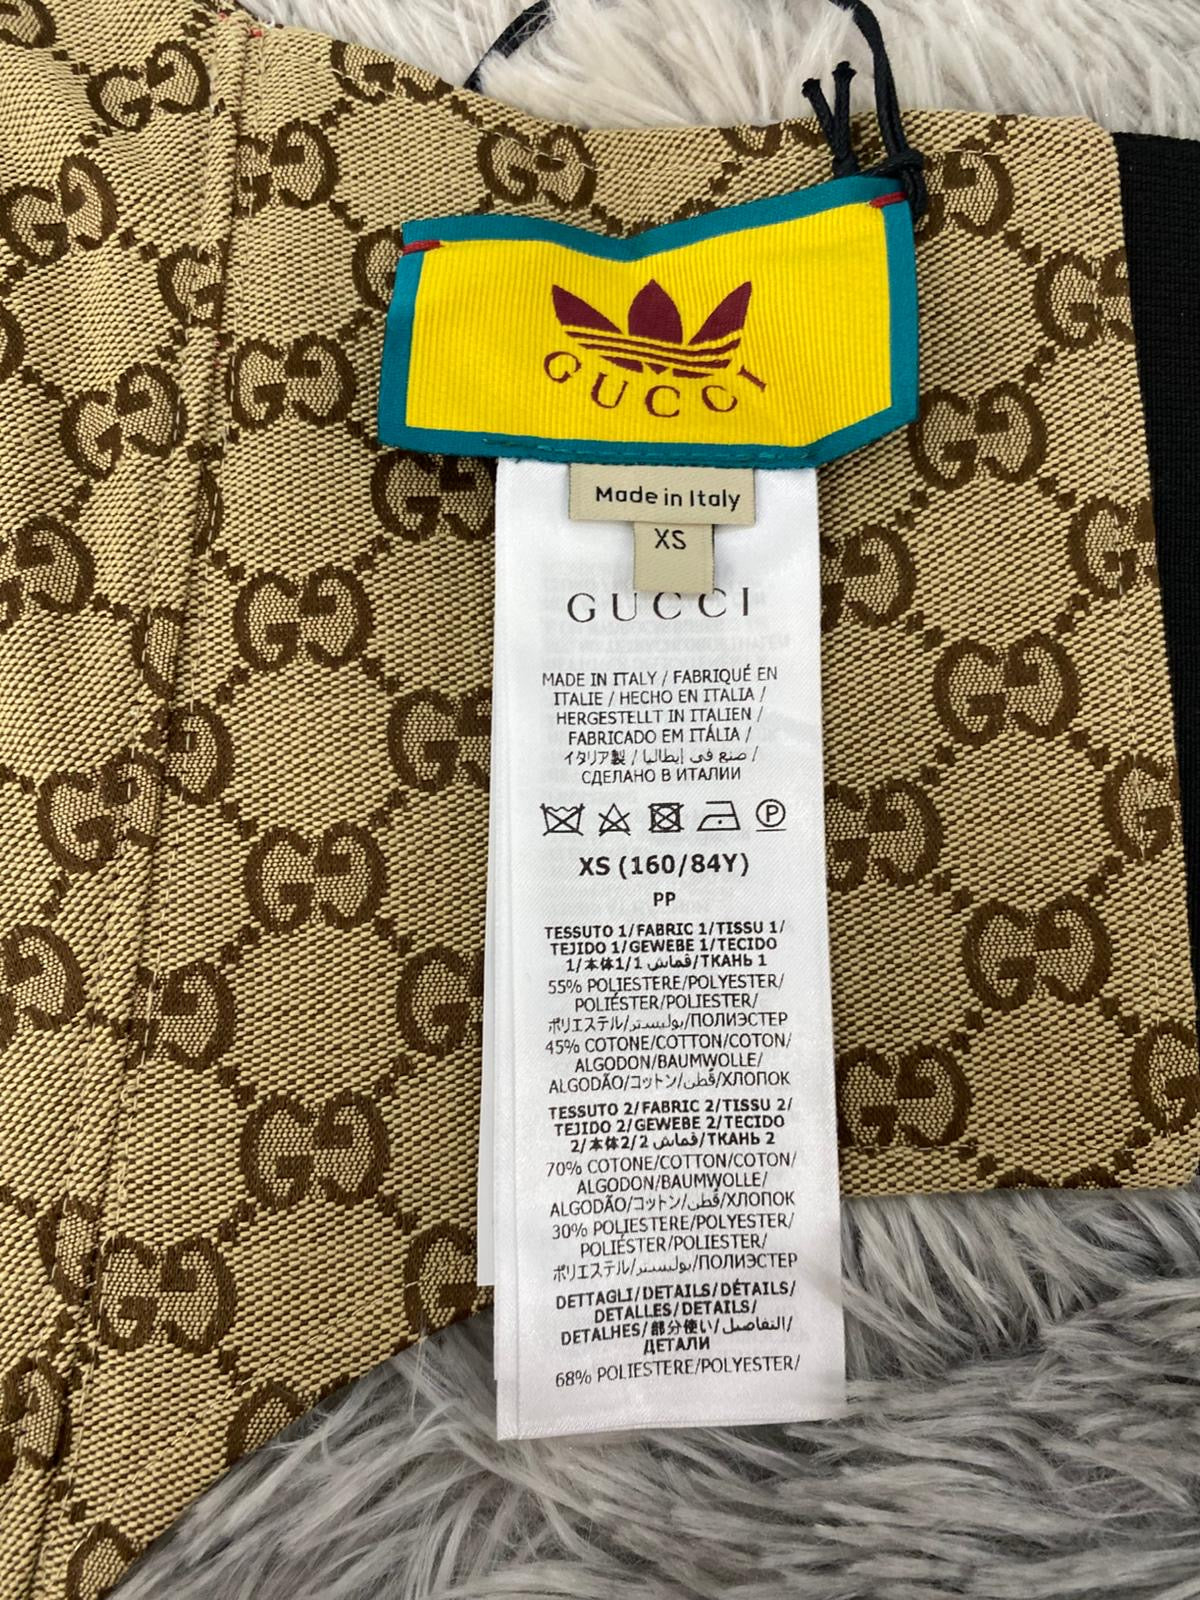 GUCCI
Made in Italy
XS
GUCCI
MADE IN ITALY / FABRIQUÉ EN
ITALIE / HECHO EN ITALIA /
HERGESTELLT IN ITALIEN /
FABRICADO EM ITÁLIA /
イタリア製 / صنع في إيطاليا /
СДЕЛАНО В ИТАЛИИ
P
XS (160/84Y)
PP
TESSUTO 1/FABRIC 1/TISSU 1/
TEJIDO 1/GEWEBE 1/TECIDO
1/本体1/1 قماش/ТКАНЬ 1
55% POLIESTERE/POLYESTER/
POLIÉSTER/POLIESTER/
ポリエステル/بوليستر/ПОЛИЭСТЕР
45% COTONE/COTTON/COTON/
ALGODON/BAUMWOLLE/
ALGODÃO/コットン/قطن/ХЛОПОК
TESSUTO 2/FABRIC 2/TISSU 2/
TEJIDO 2/GEWEBE 2/TECIDO
2/本体2/2 قماش/ТКАНЬ 2
70% COTONE/COTTON/COTON/
ALGODON/BAUMWOLLE/
ALGODÃO/コットン/قطن/ХЛОПОК
30% POLIESTERE/POLYESTER/
POLIÉSTER/POLIESTER/
ポリエステル/بوليستر/ПОЛИЭСТЕР
DETTAGLI/DETAILS/DÉTAILS/
DETALLES/DETAILS/
DETALHES/部分使い/التفاصيل/
ДЕТАЛИ
68% POLIESTERE/POLYESTER/